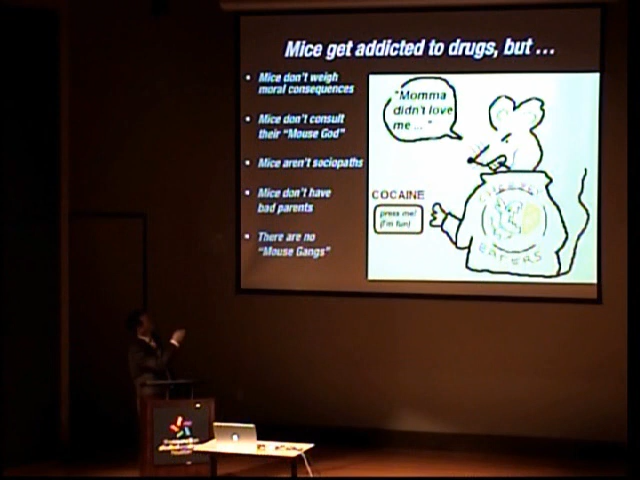 Mice get addicted to drugs, but ...
• Mice don't weigh
moral consequences
• Mice don't consult
their "Mouse God"
• Mice aren't sociopaths
• Mice don't have
bad parents
• There are no
"Mouse Gangs"
"Momma
didn't love
me ..."
COCAINE
press me!
(I'm fun)
EATERS